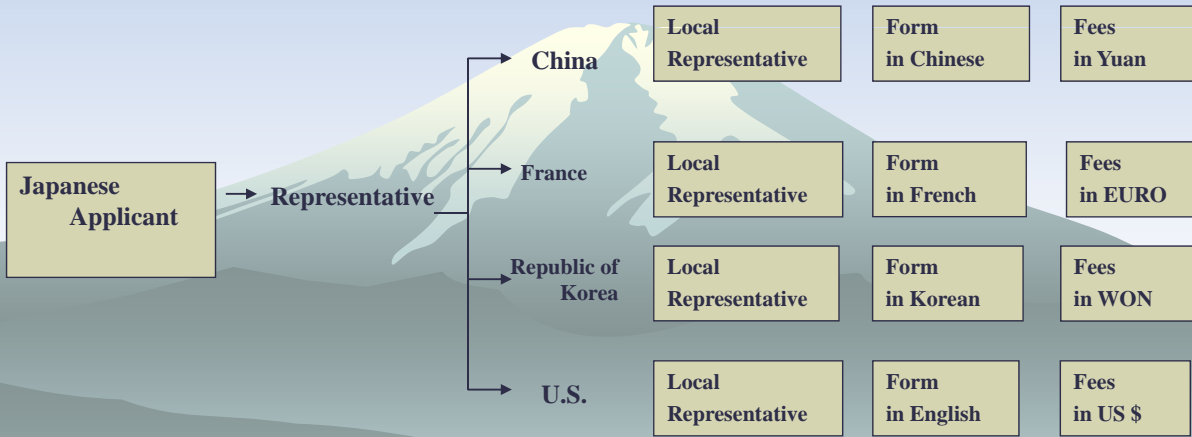 Japanese
Applicant
Representative
China
Local
Representative
Form
in Chinese
Fees
in Yuan
France
Local
Representative
Form
in French
Fees
in EURO
Republic of
Korea
Local
Representative
Form
in Korean
Fees
in WON
U.S.
Local
Representative
Form
in English
Fees
in US $